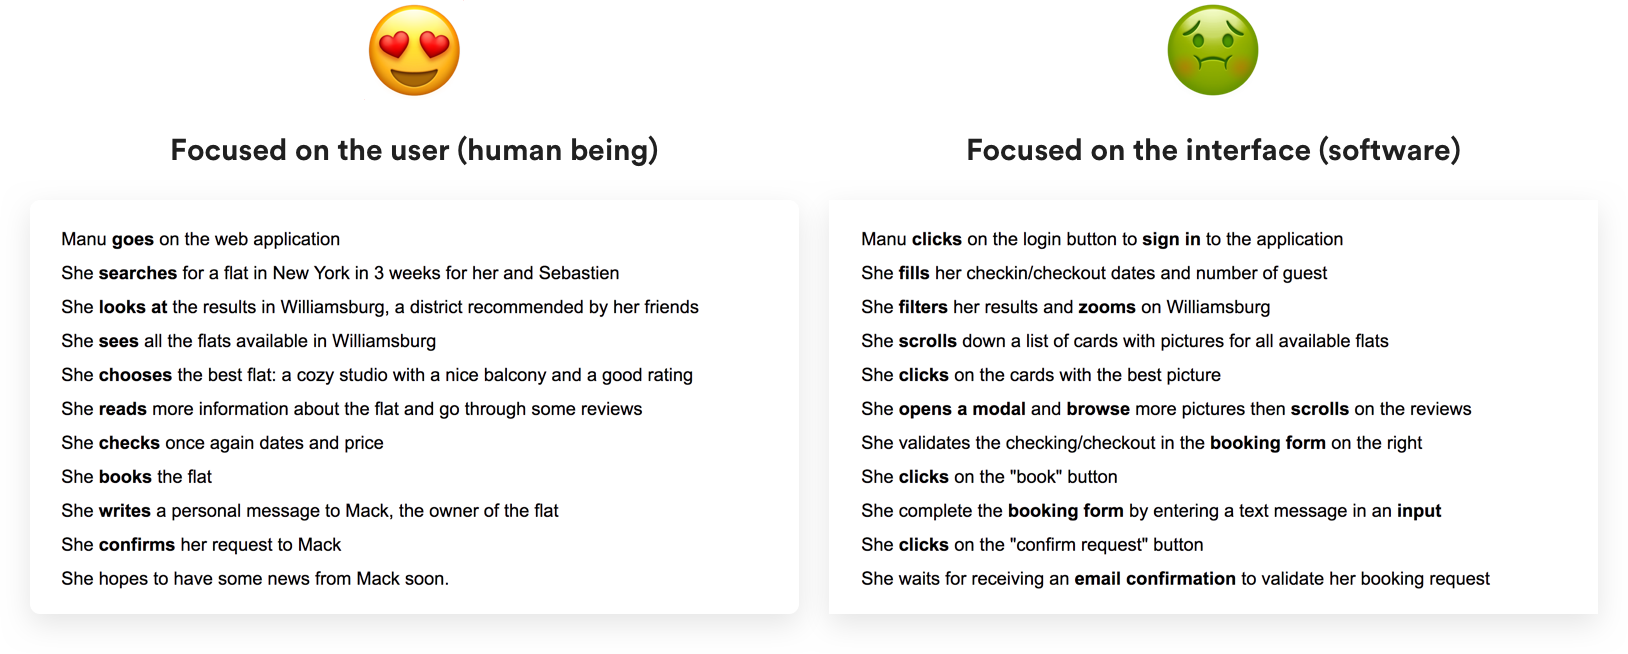 Focused on the user (human being)
Manu goes on the web application
She searches for a flat in New York in 3 weeks for her and Sebastien
She looks at the results in Williamsburg, a district recommended by her friends
She sees all the flats available in Williamsburg
She chooses the best flat: a cozy studio with a nice balcony and a good rating
She reads more information about the flat and go through some reviews
She checks once again dates and price
She books the flat
She writes a personal message to Mack, the owner of the flat
She confirms her request to Mack
She hopes to have some news from Mack soon.
Focused on the interface (software)
Manu clicks on the login button to sign in to the application
She fills her checkin/checkout dates and number of guest
She filters her results and zooms on Williamsburg
She scrolls down a list of cards with pictures for all available flats
She clicks on the cards with the best picture
She opens a modal and browse more pictures then scrolls on the reviews
She validates the checking/checkout in the booking form on the right
She clicks on the "book" button
She complete the booking form by entering a text message in an input
She clicks on the "confirm request" button
She waits for receiving an email confirmation to validate her booking request